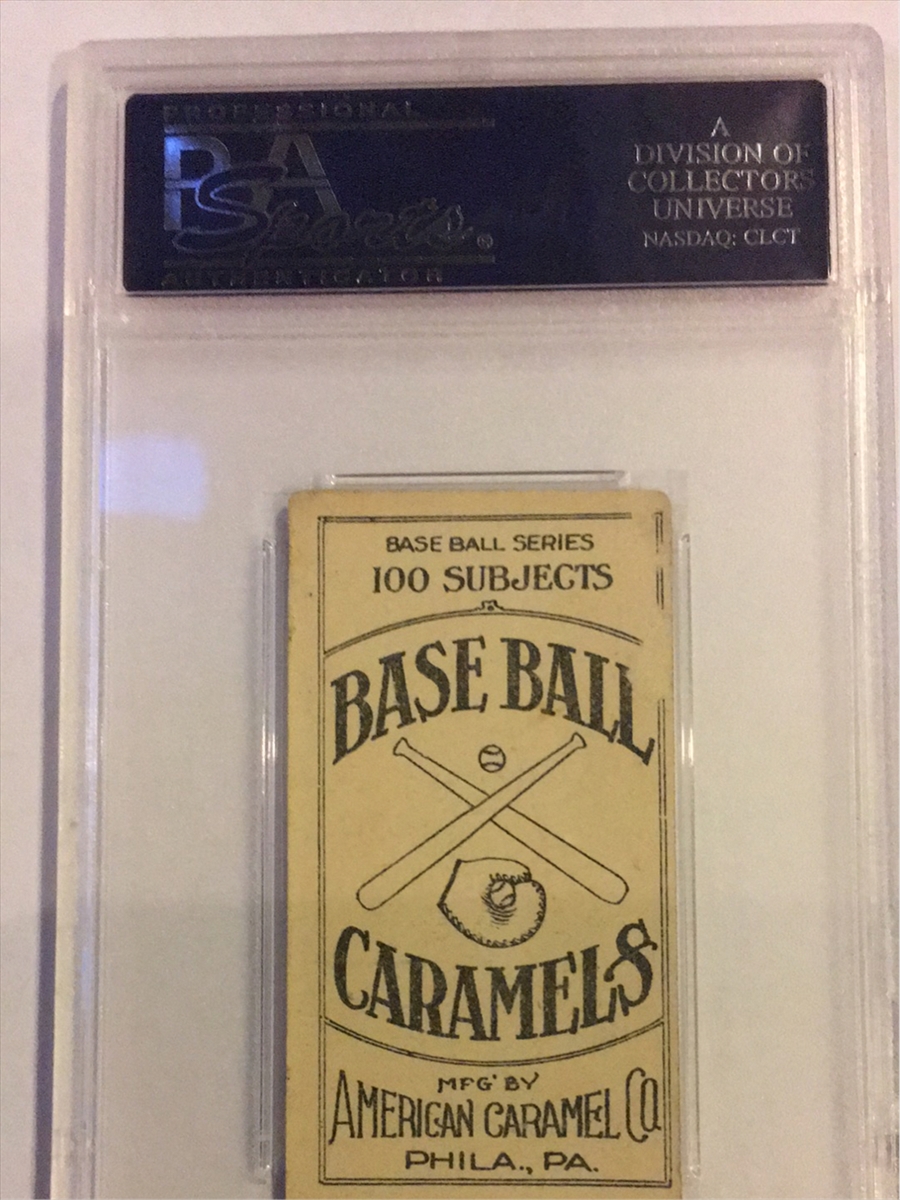 PROFESSIONAL
PSA
Sports®
AUTHENTICATOR
A
DIVISION OF
COLLECTORS
UNIVERSE
NASDAQ: CLCT
BASE BALL SERIES
100 SUBJECTS
BASE BALL
CARAMELS
MFG' BY
AMERICAN CARAMEL CO
PHILA., PA.